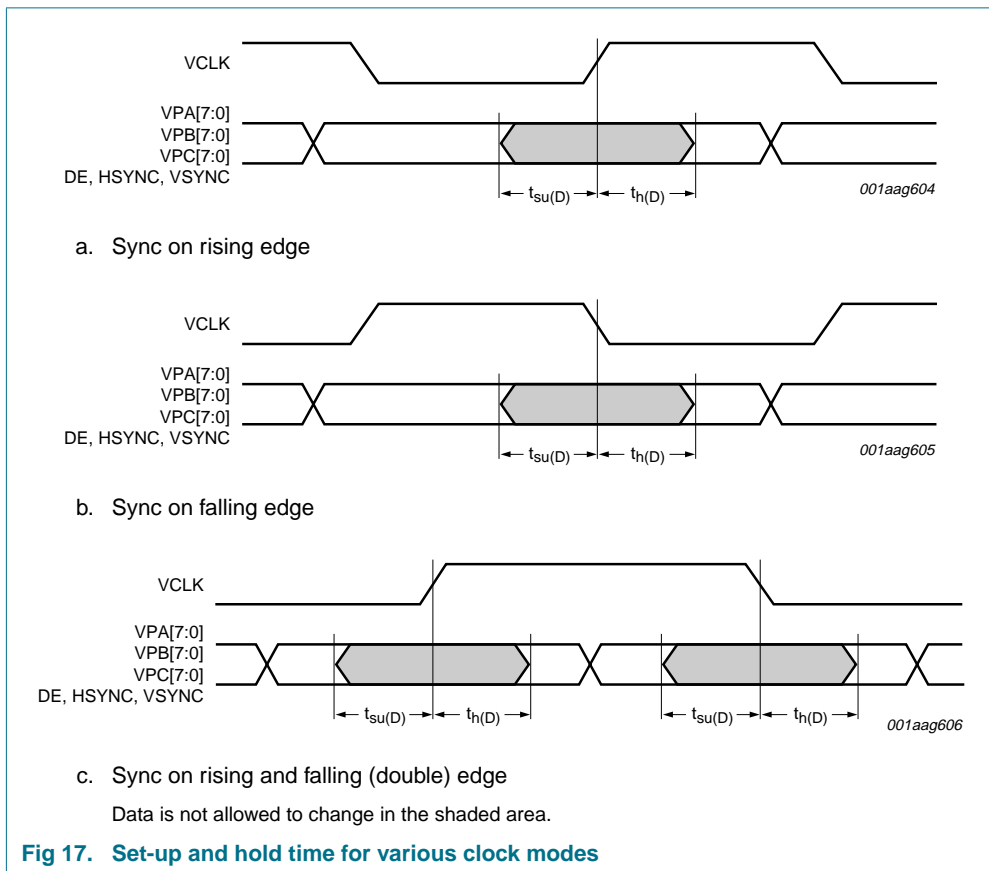 VCLK
VPA[7:0]
VPB[7:0]
VPC[7:0]
DE, HSYNC, VSYNC
tsu(D) th(D)
001aag604
a. Sync on rising edge
VCLK
VPA[7:0]
VPB[7:0]
VPC[7:0]
DE, HSYNC, VSYNC
tsu(D) th(D)
001aag605
b. Sync on falling edge
VCLK
VPA[7:0]
VPB[7:0]
VPC[7:0]
DE, HSYNC, VSYNC
tsu(D) th(D) tsu(D) th(D)
001aag606
c. Sync on rising and falling (double) edge
Data is not allowed to change in the shaded area.
Fig 17. Set-up and hold time for various clock modes